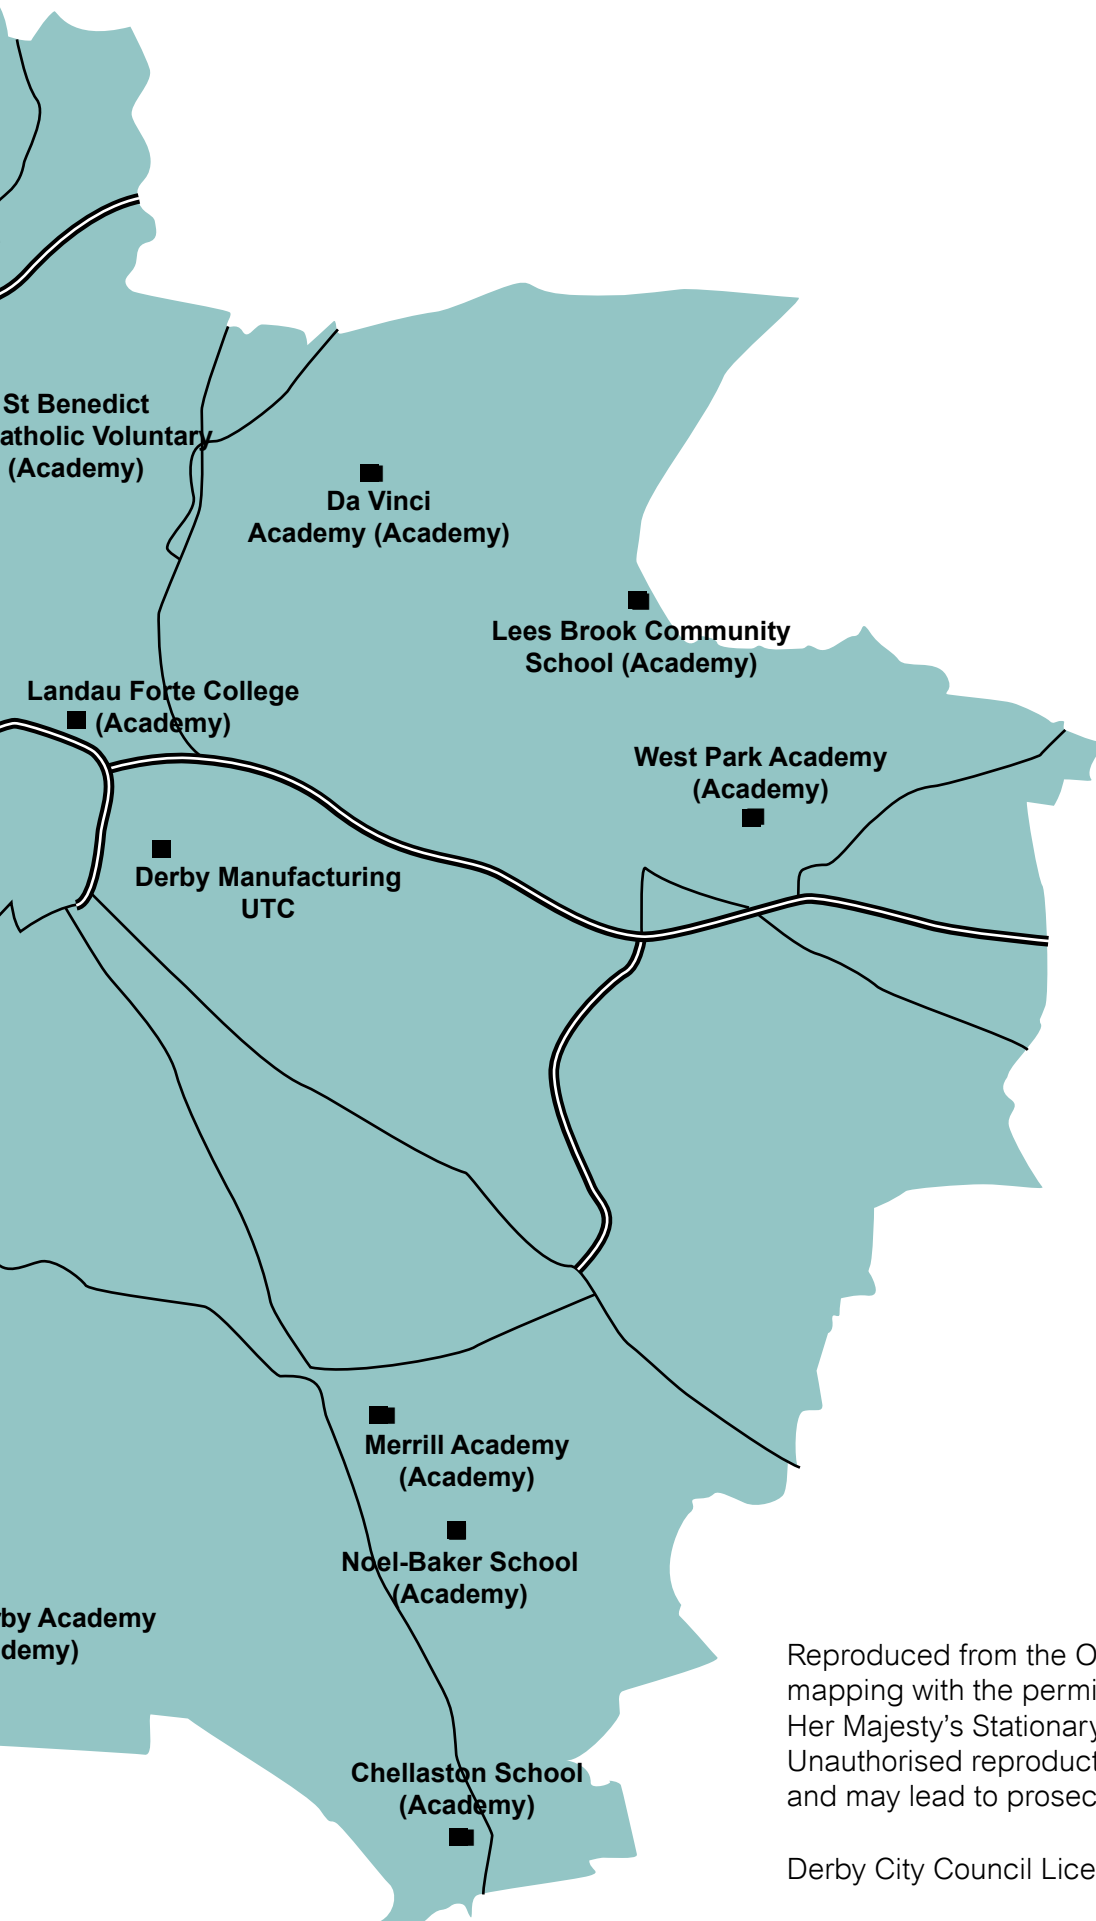 St Benedict
atholic Voluntary
(Academy)
Da Vinci
Academy (Academy)
Lees Brook Community
School (Academy)
Landau Forte College
(Academy)
West Park Academy
(Academy)
Derby Manufacturing
UTC
Merrill Academy
(Academy)
Noel-Baker School
(Academy)
by Academy
demy)
Chellaston School
(Academy)
Reproduced from the O
mapping with the permi
Her Majesty's Stationary
Unauthorised reproduct
and may lead to prosec
Derby City Council Lice